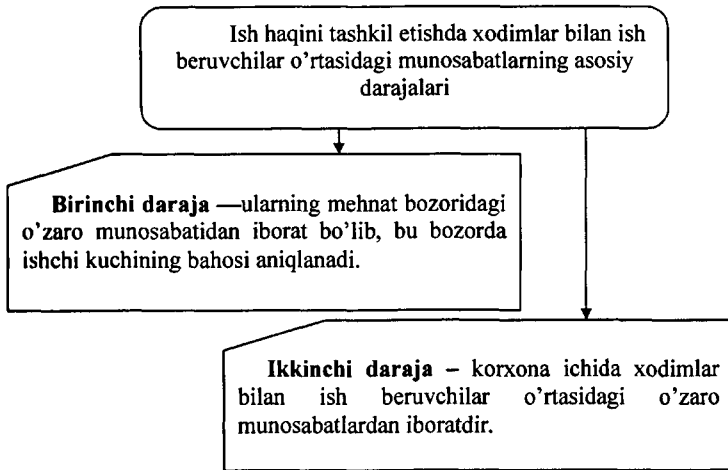 Ish haqini tashkil etishda xodimlar bilan ish
beruvchilar o'rtasidagi munosabatlarning asosiy
darajalari
Birinchi daraja —ularning mehnat bozoridagi
o'zaro munosabatidan iborat bo'lib, bu bozorda
ishchi kuchining bahosi aniqlanadi.
Ikkinchi daraja – korxona ichida xodimlar
bilan ish beruvchilar o'rtasidagi o'zaro
munosabatlardan iboratdir.